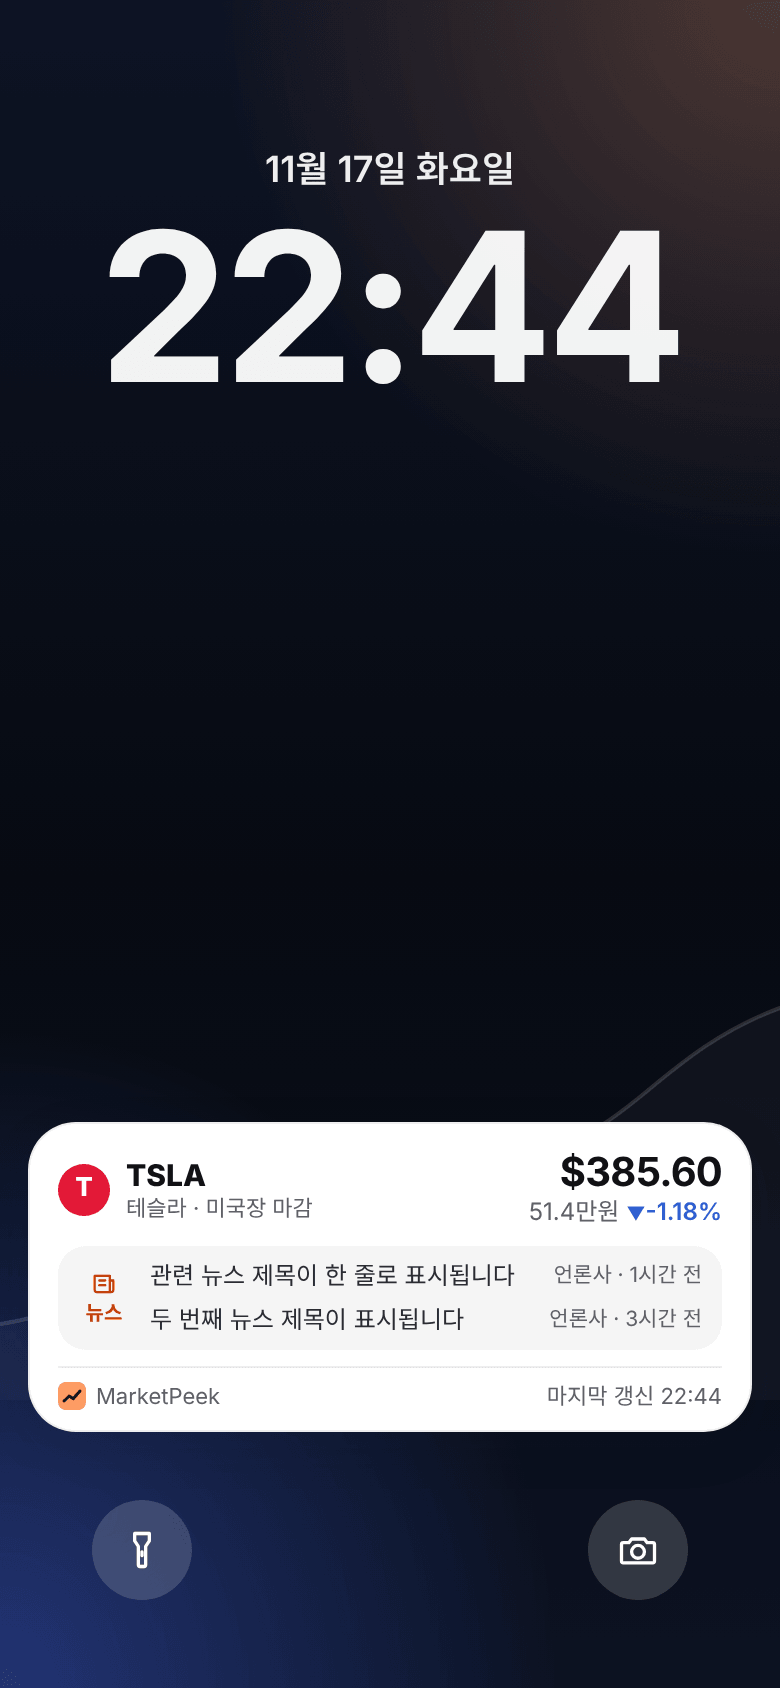 11월 17일 화요일
22:44
T
TSLA
$385.60
테슬라 · 미국장 마감
51.4만원 ▼-1.18%
뉴스
관련 뉴스 제목이 한 줄로 표시됩니다
언론사 · 1시간 전
두 번째 뉴스 제목이 표시됩니다
언론사 · 3시간 전
MarketPeek
마지막 갱신 22:44